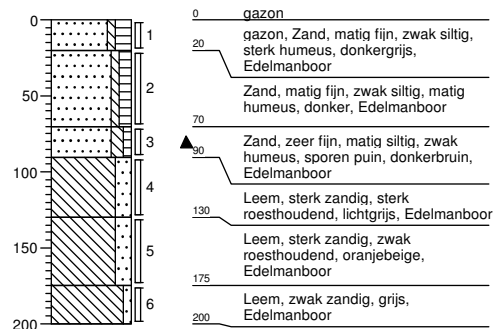 0
50
100
150
200
1
2
3
4
5
6
0 gazon
gazon, Zand, matig fijn, zwak siltig,
20 sterk humeus, donkergrijs,
Edelmanboor
Zand, matig fijn, zwak siltig, matig
humeus, donker, Edelmanboor
70
Zand, zeer fijn, matig siltig, zwak
90 humeus, sporen puin, donkerbruin,
Edelmanboor
Leem, sterk zandig, sterk
130 roesthoudend, lichtgrijs, Edelmanboor
Leem, sterk zandig, zwak
roesthoudend, oranjebeige,
Edelmanboor
175
Leem, zwak zandig, grijs,
200 Edelmanboor